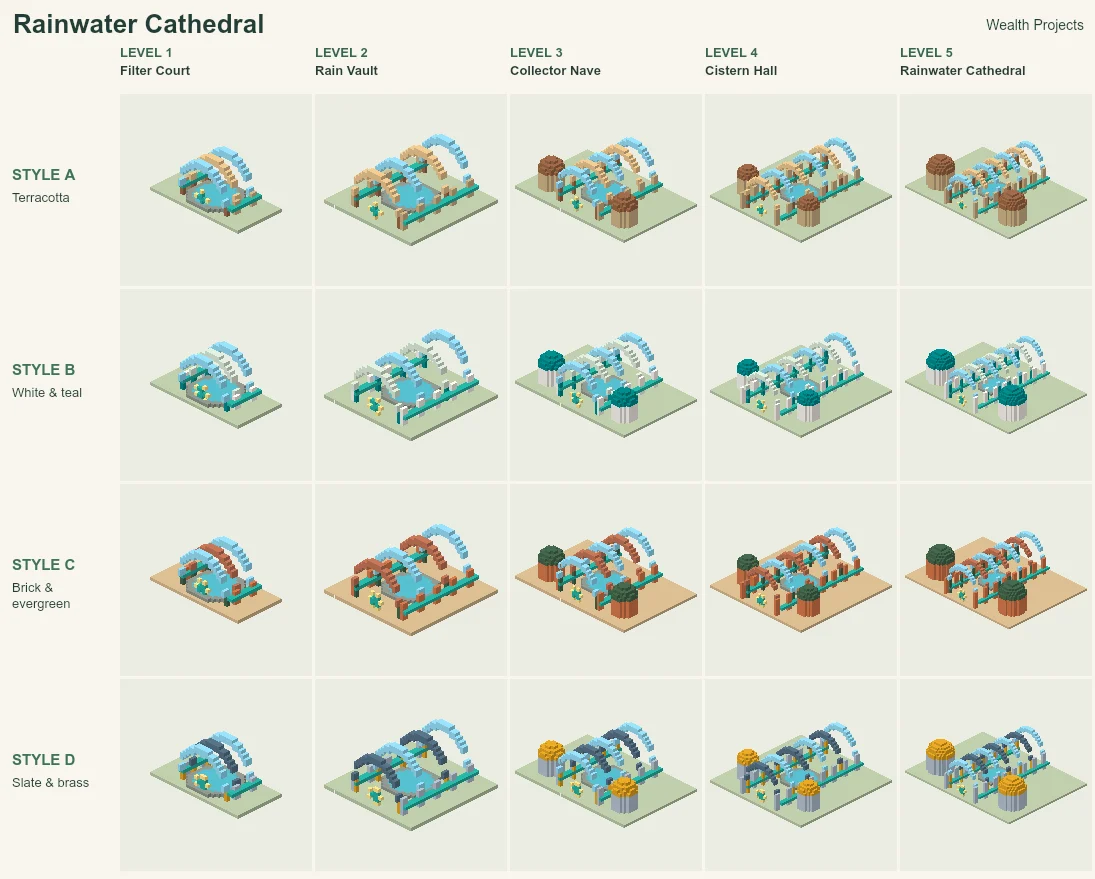 Rainwater Cathedral
Wealth Projects
LEVEL 1
Filter Court
LEVEL 2
Rain Vault
LEVEL 3
Collector Nave
LEVEL 4
Cistern Hall
LEVEL 5
Rainwater Cathedral
STYLE A
Terracotta
STYLE B
White & teal
STYLE C
Brick &
evergreen
STYLE D
Slate & brass